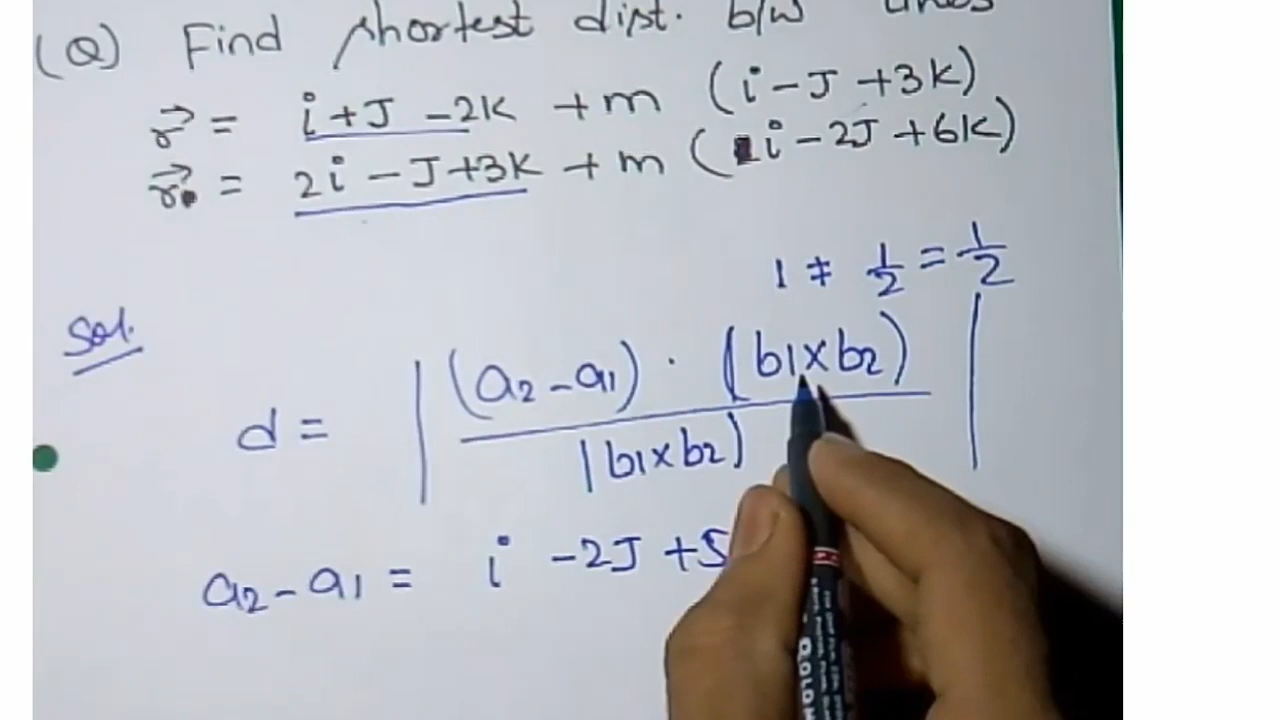 (Q) Find shortest dist. b/w lines
r⃗ = i+J -2K +m (i-J+3K)
r⃗ = 2i -J+3K +m (i-2J+6K)
1 ≠ 1/2 = 1/2
Sol.
d = | (a2-a1) · (b1×b2) / |b1×b2) |
a2-a1 = i -2J +5